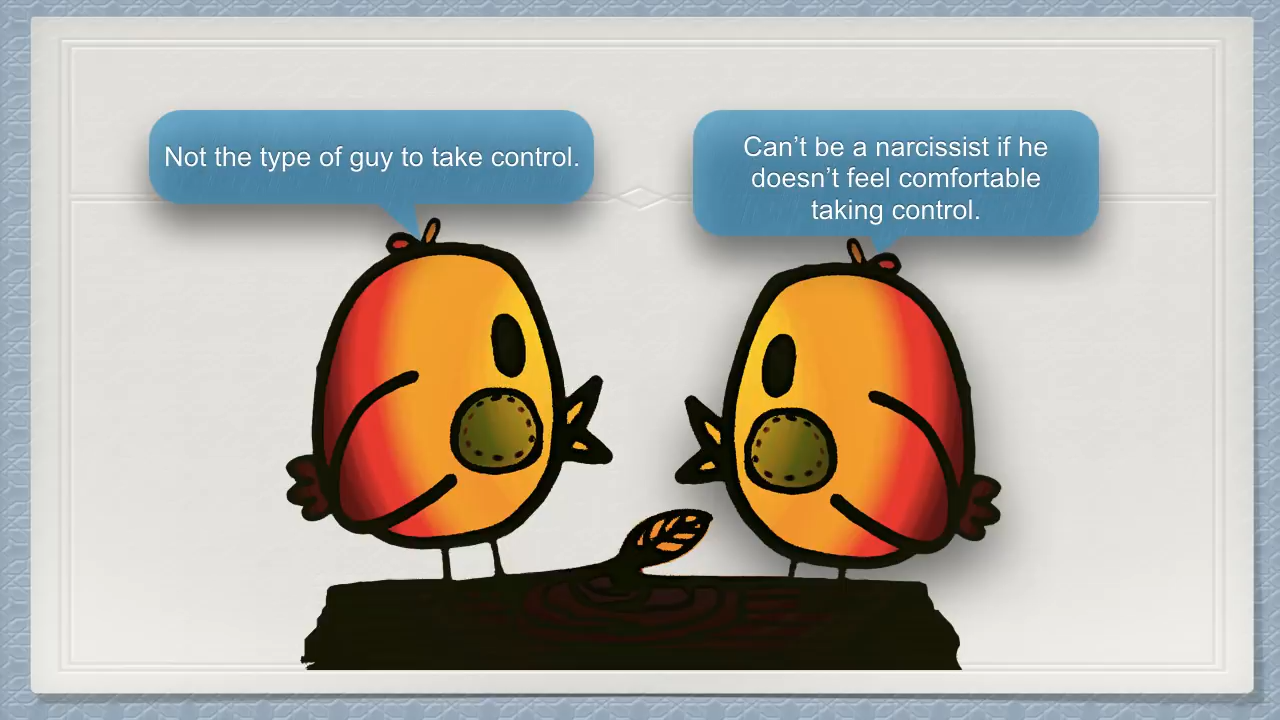 Not the type of guy to take control.
Can’t be a narcissist if he
doesn’t feel comfortable
taking control.